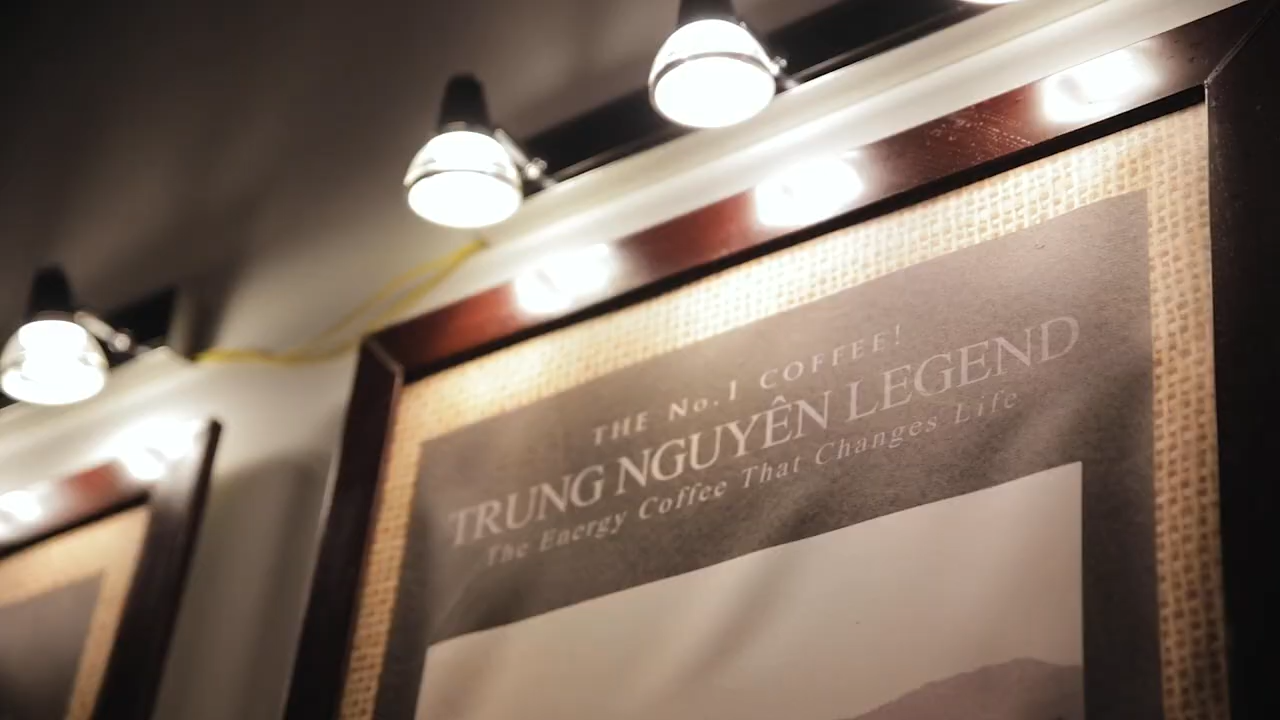 THE No.1 COFFEE!
TRUNG NGUYÊN LEGEND
The Energy Coffee That Changes Life